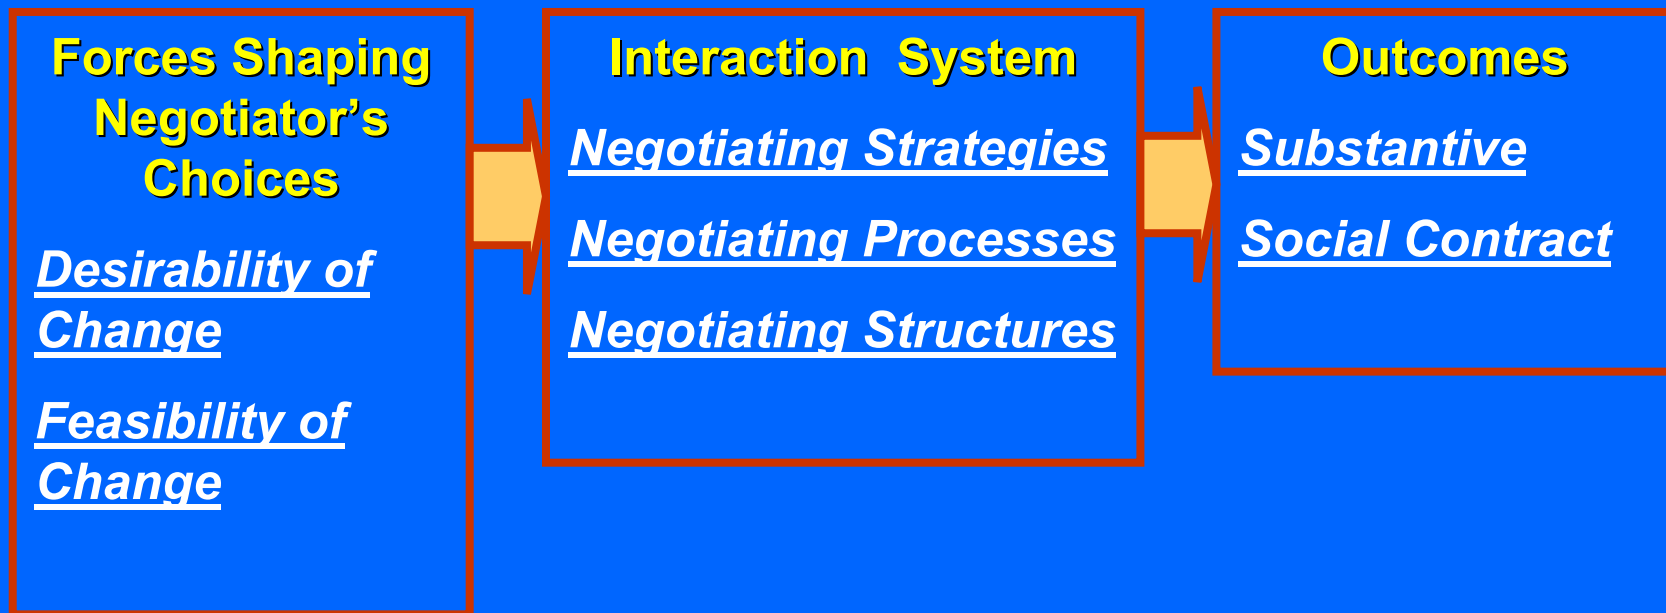 Forces Shaping
Negotiator’s
Choices
Desirability of
Change
Feasibility of
Change
Interaction  System
Negotiating Strategies
Negotiating Processes
Negotiating Structures
Outcomes
Substantive
Social Contract